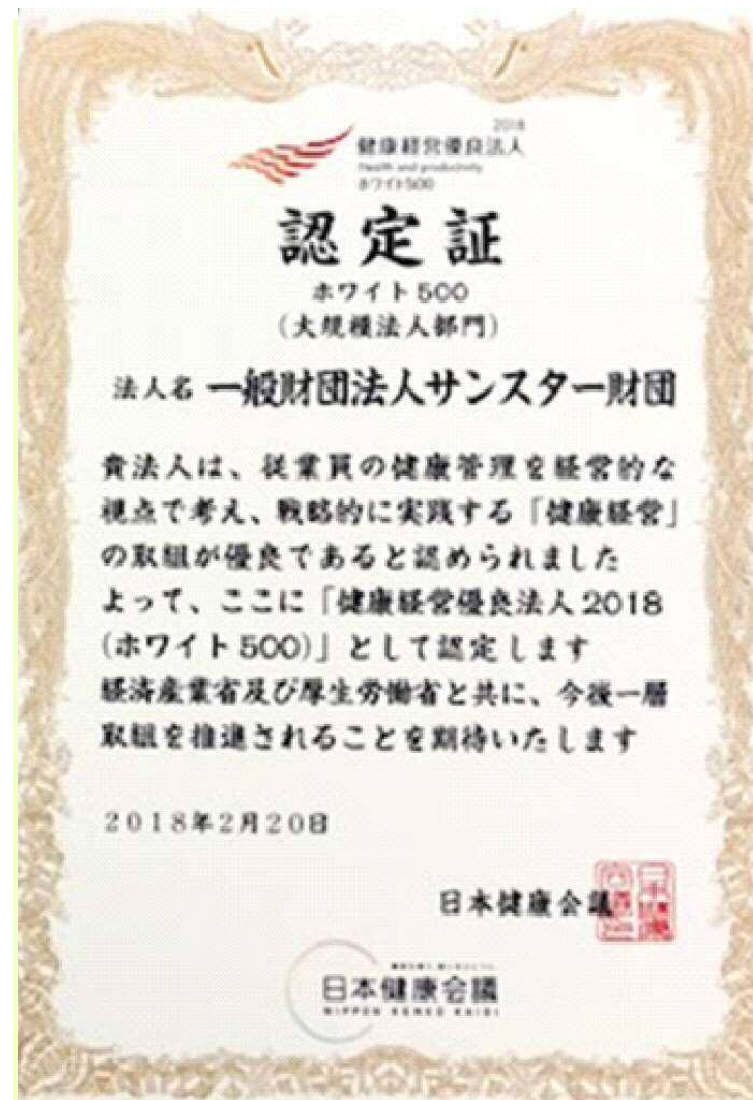 2018
健康経営優良法人
Health and productivity
ホワイト500
認定証
ホワイト500
(大規模法人部門)
法人名 一般財団法人サンスター財団
貴法人は、従業員の健康管理を経営的な
視点で考え、戦略的に実践する「健康経営」
の取組が優良であると認められました
よって、ここに「健康経営優良法人2018
(ホワイト500)」として認定します
経済産業省及び厚生労働省と共に、今後一層
取組を推進されることを期待いたします
2018年2月20日
日本健康会議
日本健康会議
NIPPON KENKO KAIGI